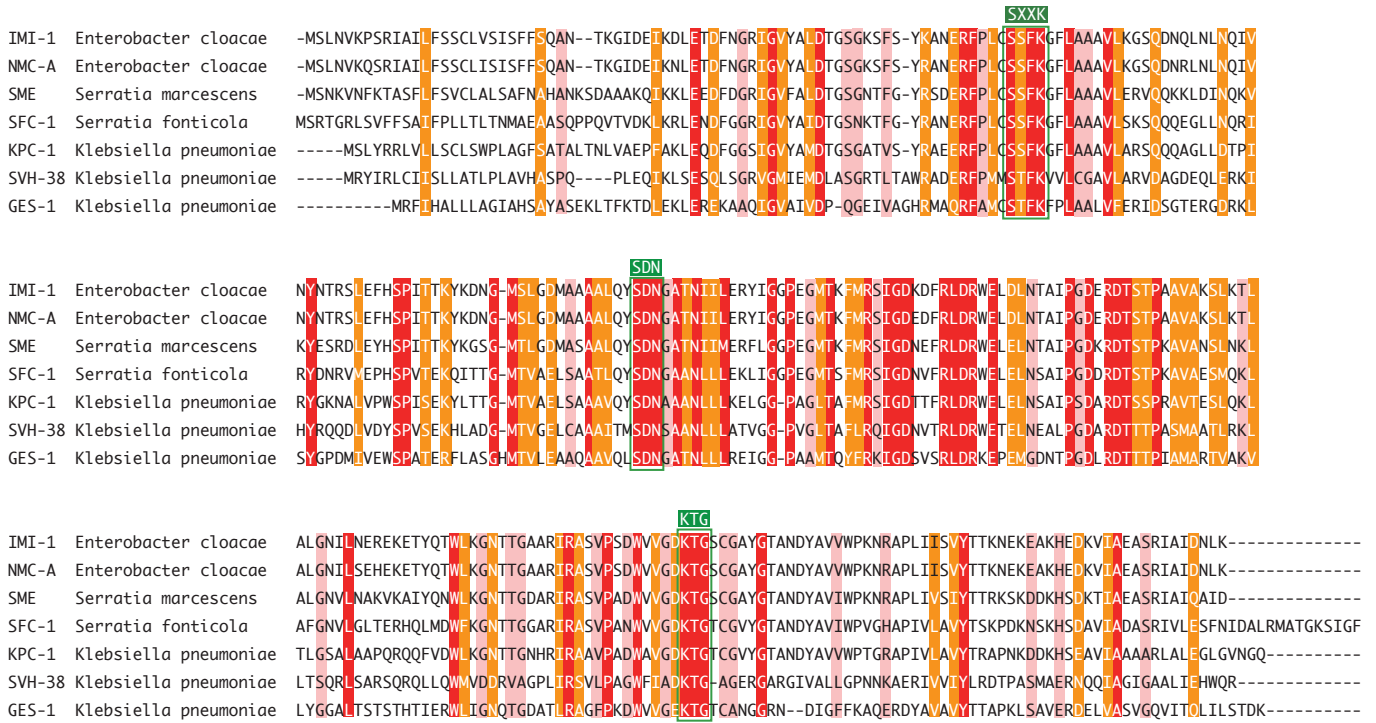 SXXK
IMI-1 Enterobacter cloacae -MSLNVKPSRIAILFSSCLVSISFFSQAN--TKGIDEIKDLETDFNGRIGVYALDTGSGKSFS-YKANERFPLCSSFKGFLAAAVLKGSQDNQLNLNQIV
NMC-A Enterobacter cloacae -MSLNVKQSRIAILFSSCLISISFFSQAN--TKGIDEIKNLETDFNGRIGVYALDTGSGKSFS-YRANERFPLCSSFKGFLAAAVLKGSQDNRLNLNQIV
SME Serratia marcescens -MSNKVNFKTASFLFSVCLALSAFNAHANKSDAAAKQIKKLEEDFDGRIGVFALDTGSGNTFG-YRSDERFPLCSSFKGFLAAAVLERVQQKKLDINQKV
SFC-1 Serratia fonticola MSRTGRLSVFFSAIFPLLTLTNMAEAASQPPQVTVDKLKRLENDFGGRIGVYAIDTGSNKTFG-YRANERFPLCSSFKGFLAAAVLSKSQQQEGLLNQRI
KPC-1 Klebsiella pneumoniae -----MSLYRRLVLLSCLSWPLAGFSATALTNLVAEPFAKLEQDFGGSIGVYAMDTGSGATVS-YRAEERFPLCSSFKGFLAAAVLARSQQQAGLLDTPI
SVH-38 Klebsiella pneumoniae -----MRYIRLCIISLLATLPLAVHASPQ----PLEQIKLSESQLSGRVGMIEMDLASGRTLTAWRADERFPMMSTFKVVLCGAVLARVDAGDEQLERKI
GES-1 Klebsiella pneumoniae ----------MRFIHALLLAGIAHSAYASEKLTFKTDLEKLEREKAAQIGVAIVDP-QGEIVAGHRMAQRFAMCSTFKFPLAALVFERIDSGTERGDRKL
SDN
IMI-1 Enterobacter cloacae NYNTRSLEFHSPITTKYKDNG-MSLGDMAAAALQYSDNGATNIILERYIGGPEGMTKFMRSIGDKDFRLDRWELDLNTAIPGDERDTSTPAAVAKSLKTL
NMC-A Enterobacter cloacae NYNTRSLEFHSPITTKYKDNG-MSLGDMAAAALQYSDNGATNIILERYIGGPEGMTKFMRSIGDEDFRLDRWELDLNTAIPGDERDTSTPAAVAKSLKTL
SME Serratia marcescens KYESRDLEYHSPITTKYKGSG-MTLGDMASAALQYSDNGATNIIMERFLGGPEGMTKFMRSIGDNEFRLDRWELELNTAIPGDKRDTSTPKAVANSLNKL
SFC-1 Serratia fonticola RYDNRVMEPHSPVTEKQITTG-MTVAELSAATLQYSDNGAANLLLEKLIGGPEGMTSFMRSIGDNVFRLDRWELELNSAIPGDDRDTSTPKAVAESMQKL
KPC-1 Klebsiella pneumoniae RYGKNALVPWSPISEKYLTTG-MTVAELSAAAVQYSDNAAANLLLKELGG-PAGLTAFMRSIGDTTFRLDRWELELNSAIPSDARDTSSPRAVTESLQKL
SVH-38 Klebsiella pneumoniae HYRQQDLVDYSPVSEKHLADG-MTVGELCAAAITMSDNSAANLLLATVGG-PVGLTAFLRQIGDNVTRLDRWETELNEALPGDARDTTTPASMAATLRKL
GES-1 Klebsiella pneumoniae SYGPDMIVEWSPATERFLASGHMTVLEAAQAAVQLSDNGATNLLLREIGG-PAAMTQYFRKIGDSVSRLDRKEPEMGDNTPGDLRDTTTPIAMARTVAKV
KTG
IMI-1 Enterobacter cloacae ALGNILNEREKETYQTWLKGNTTGAARIRASVPSDWVVGDKTGSCGAYGTANDYAVVWPKNRAPLIISVYTTKNEKEAKHEDKVIAEASRIAIDNLK-------------
NMC-A Enterobacter cloacae ALGNILSEHEKETYQTWLKGNTTGAARIRASVPSDWVVGDKTGSCGAYGTANDYAVVWPKNRAPLIISVYTTKNEKEAKHEDKVIAEASRIAIDNLK-------------
SME Serratia marcescens ALGNVLNAKVKAIYQNWLKGNTTGDARIRASVPADWVVGDKTGSCGAYGTANDYAVIWPKNRAPLIVSIYTTRKSKDDKHSDKTIAEASRIAIQAID-------------
SFC-1 Serratia fonticola AFGNVLGLTERHQLMDWFKGNTTGGARIRASVPANWVVGDKTGTCGVYGTANDYAVIWPVGHAPIVLAVYTSKPDKNSKHSDAVIADASRIVLESFNIDALRMATGKSIGF
KPC-1 Klebsiella pneumoniae TLGSALAAPQRQQFVDWLKGNTTGNHRIRAAVPADWAVGDKTGTCGVYGTANDYAVVWPTGRAPIVLAVYTRAPNKDDKHSEAVIAAAARLALEGLGVNGQ----------
SVH-38 Klebsiella pneumoniae LTSQRLSARSQRQLLQWMVDDRVAGPLIRSVLPAGWFIADKTG-AGERGARGIVALLGPNNKAERIVVIYLRDTPASMAERNQQIAGIGAALIEHWQR-------------
GES-1 Klebsiella pneumoniae LYGGALTSTSTHTIERWLIGNQTGDATLRAGFPKDWVVGEKTGTCANGGRN--DIGFFKAQERDYAVAVYTTAPKLSAVERDELVASVGQVITQLILSTDK----------